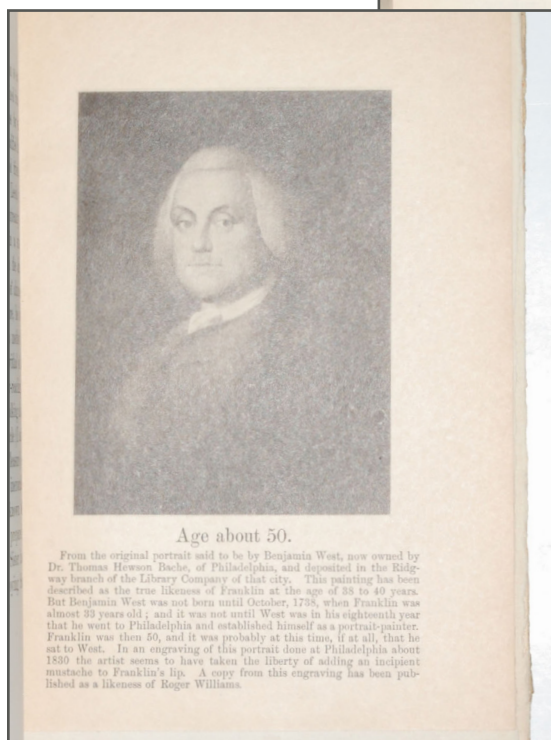 Age about 50.
From the original portrait said to be by Benjamin West, now owned by
Dr. Thomas Hewson Bache, of Philadelphia, and deposited in the Ridg-
way branch of the Library Company of that city. This painting has been
described as the true likeness of Franklin at the age of 38 to 40 years.
But Benjamin West was not born until October, 1738, when Franklin was
almost 33 years old ; and it was not until West was in his eighteenth year
that he went to Philadelphia and established himself as a portrait-painter.
Franklin was then 50, and it was probably at this time, if at all, that he
sat to West. In an engraving of this portrait done at Philadelphia about
1830 the artist seems to have taken the liberty of adding an incipient
mustache to Franklin's lip. A copy from this engraving has been pub-
lished as a likeness of Roger Williams.